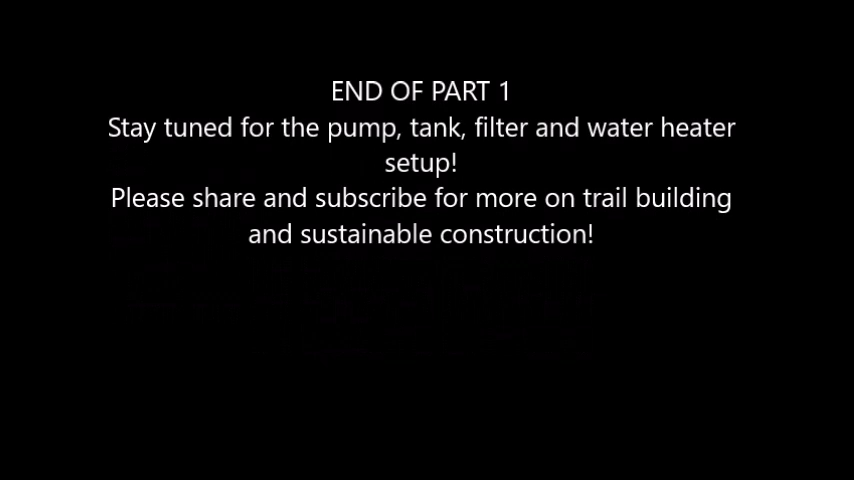 END OF PART 1
Stay tuned for the pump, tank, filter and water heater
setup!
Please share and subscribe for more on trail building
and sustainable construction!